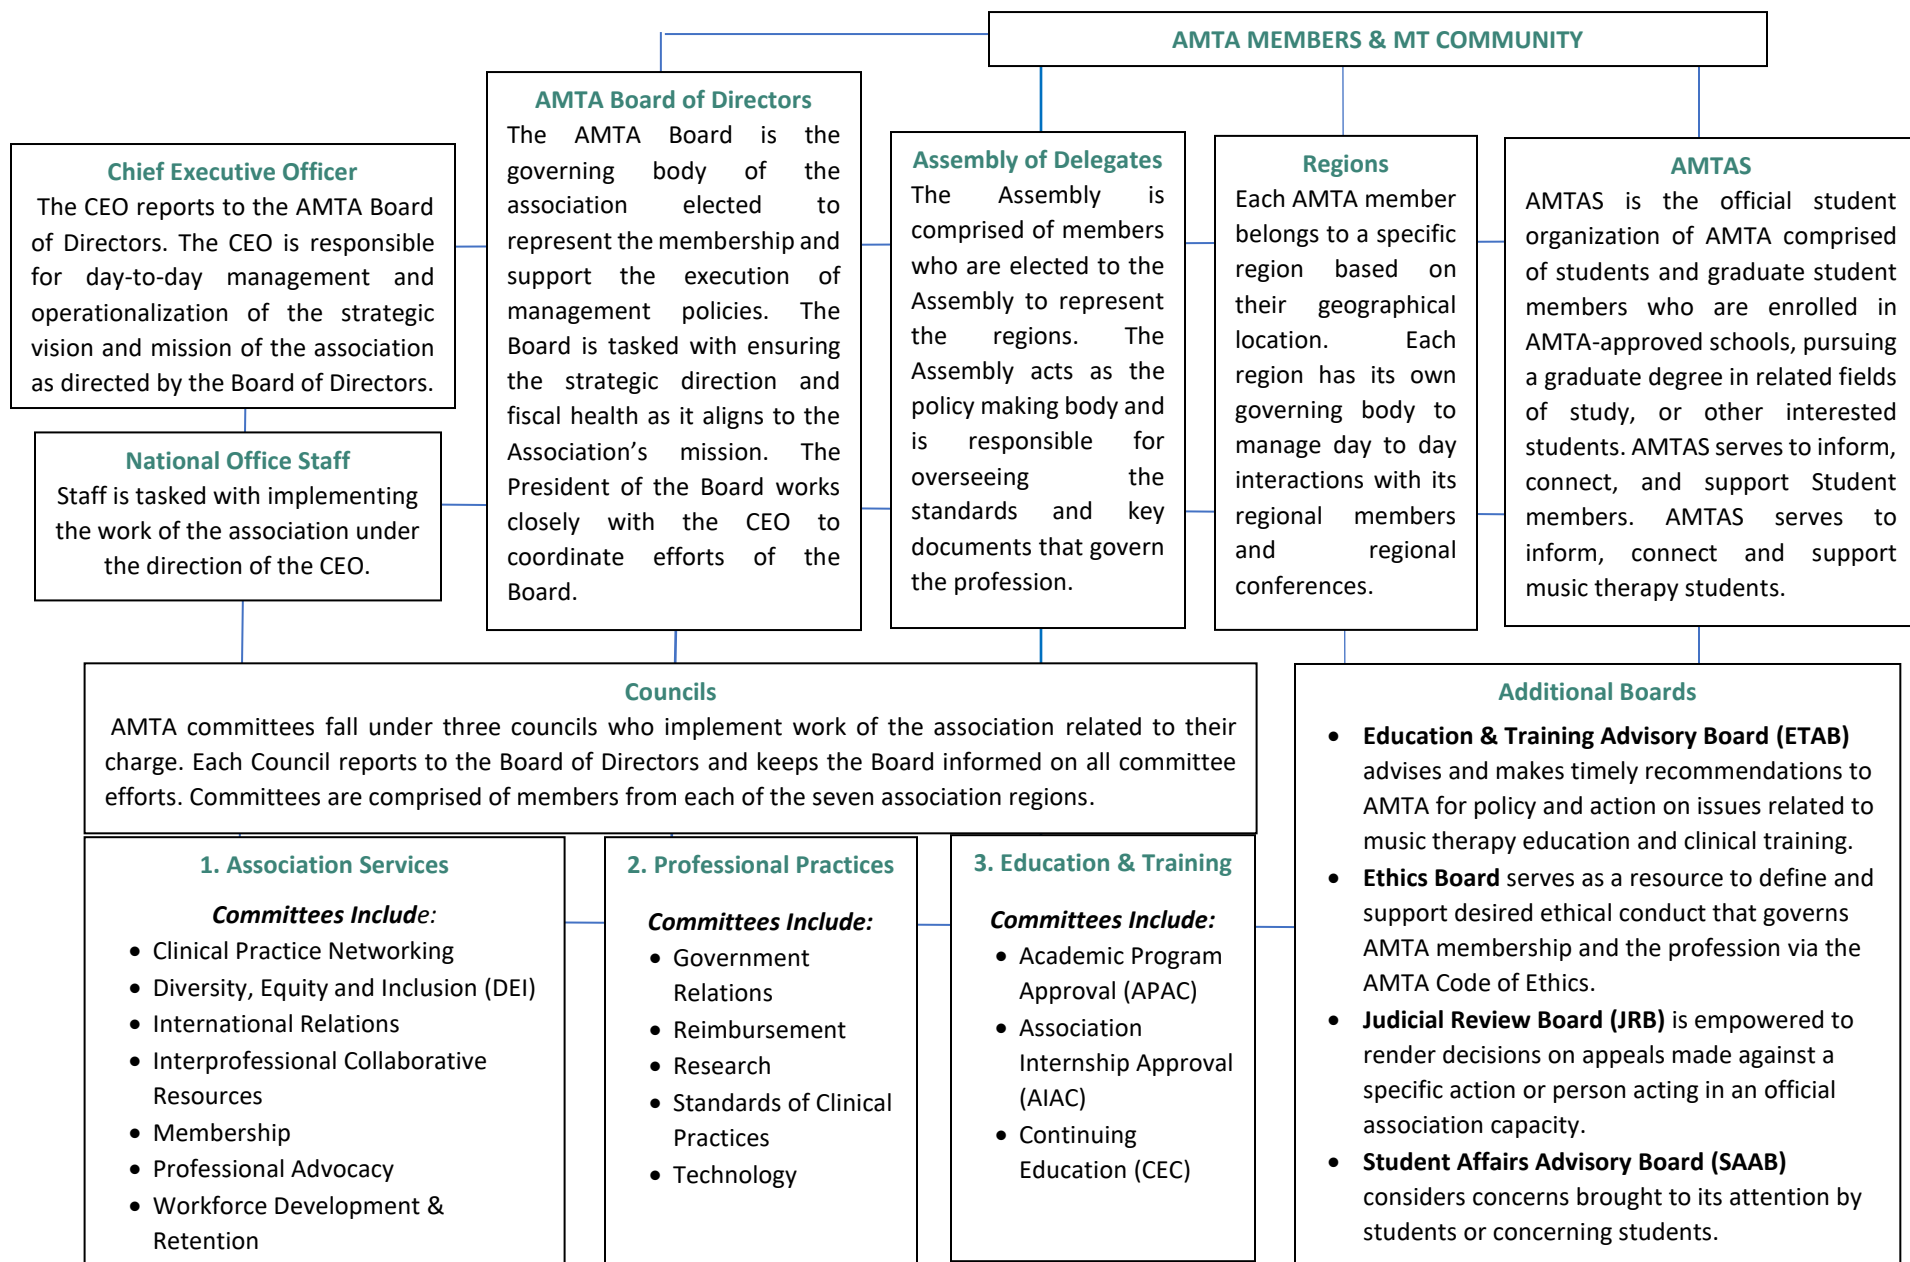 AMTA MEMBERS & MT COMMUNITY
AMTA Board of Directors
The AMTA Board is the
governing body of the
association elected to
represent the membership and
support the execution of
management policies. The
Board is tasked with ensuring
the strategic direction and
fiscal health as it aligns to the
Association’s mission. The
President of the Board works
closely with the CEO to
coordinate efforts of the
Board.
Chief Executive Officer
The CEO reports to the AMTA Board
of Directors. The CEO is responsible
for day-to-day management and
operationalization of the strategic
vision and mission of the association
as directed by the Board of Directors.
National Office Staff
Staff is tasked with implementing
the work of the association under
the direction of the CEO.
Assembly of Delegates
The Assembly is
comprised of members
who are elected to the
Assembly to represent
the regions. The
Assembly acts as the
policy making body and
is responsible for
overseeing the
standards and key
documents that govern
the profession.
Regions
Each AMTA member
belongs to a specific
region based on
their geographical
location. Each
region has its own
governing body to
manage day to day
interactions with its
regional members
and regional
conferences.
AMTAS
AMTAS is the official student
organization of AMTA comprised
of students and graduate student
members who are enrolled in
AMTA-approved schools, pursuing
a graduate degree in related fields
of study, or other interested
students. AMTAS serves to inform,
connect, and support Student
members. AMTAS serves to
inform, connect and support
music therapy students.
Councils
AMTA committees fall under three councils who implement work of the association related to their
charge. Each Council reports to the Board of Directors and keeps the Board informed on all committee
efforts. Committees are comprised of members from each of the seven association regions.
1. Association Services
Committees Include:
• Clinical Practice Networking
• Diversity, Equity and Inclusion (DEI)
• International Relations
• Interprofessional Collaborative
Resources
• Membership
• Professional Advocacy
• Workforce Development &
Retention
2. Professional Practices
Committees Include:
• Government
Relations
• Reimbursement
• Research
• Standards of Clinical
Practices
• Technology
3. Education & Training
Committees Include:
• Academic Program
Approval (APAC)
• Association
Internship Approval
(AIAC)
• Continuing
Education (CEC)
Additional Boards
• Education & Training Advisory Board (ETAB)
advises and makes timely recommendations to
AMTA for policy and action on issues related to
music therapy education and clinical training.
• Ethics Board serves as a resource to define and
support desired ethical conduct that governs
AMTA membership and the profession via the
AMTA Code of Ethics.
• Judicial Review Board (JRB) is empowered to
render decisions on appeals made against a
specific action or person acting in an official
association capacity.
• Student Affairs Advisory Board (SAAB)
considers concerns brought to its attention by
students or concerning students.